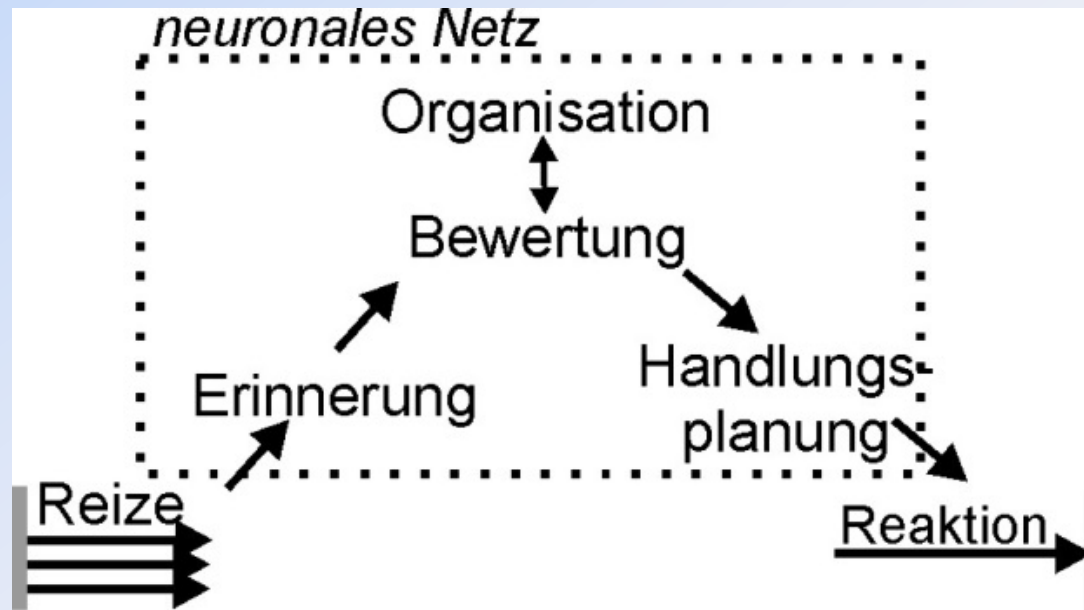 neuronales Netz
Organisation
Bewertung
Handlungs-
planung
Erinnerung
Reize
Reaktion